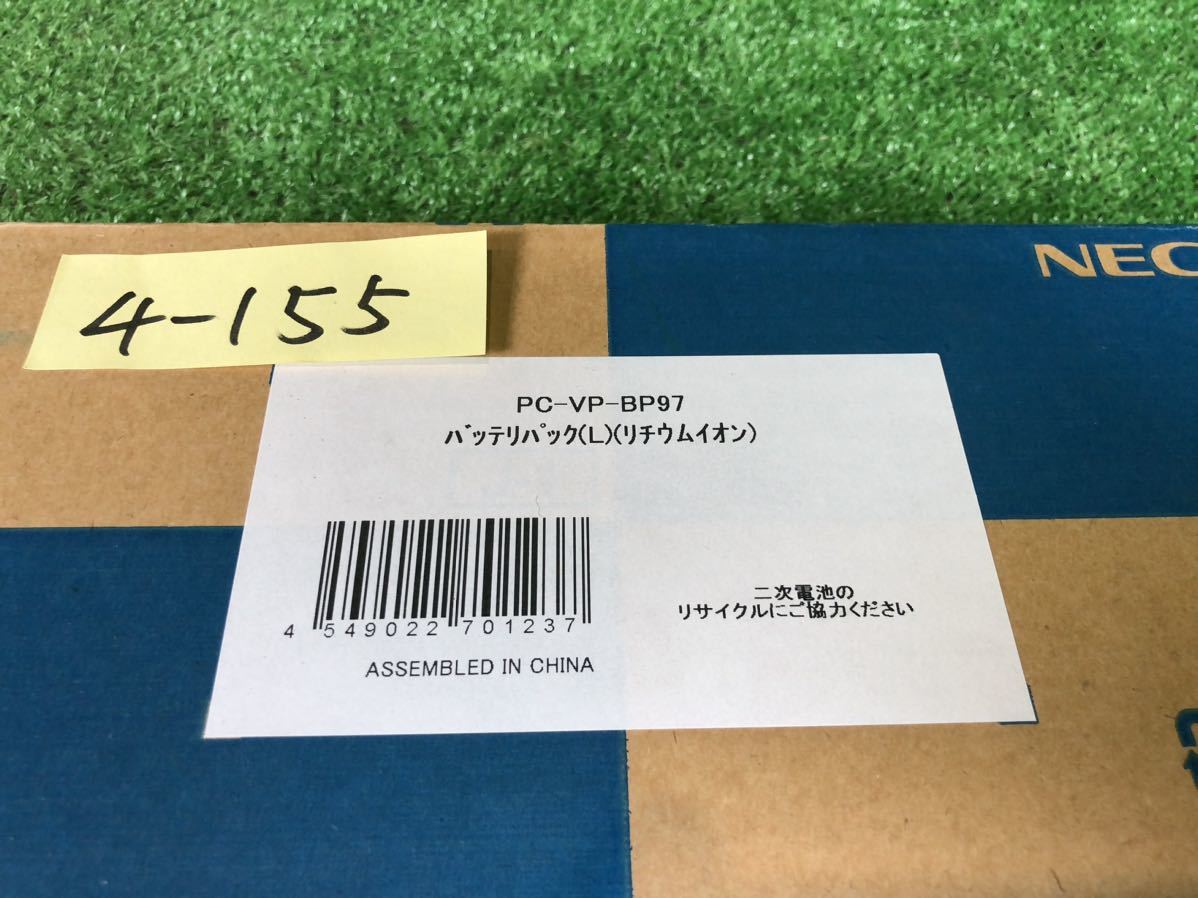 NEC
4-155
PC-VP-BP97
ﾊﾞｯﾃﾘﾊﾟｯｸ(L)(ﾘﾁｳﾑｲｵﾝ)
4 549022 701237
ASSEMBLED IN CHINA
二次電池の
リサイクルにご協力ください